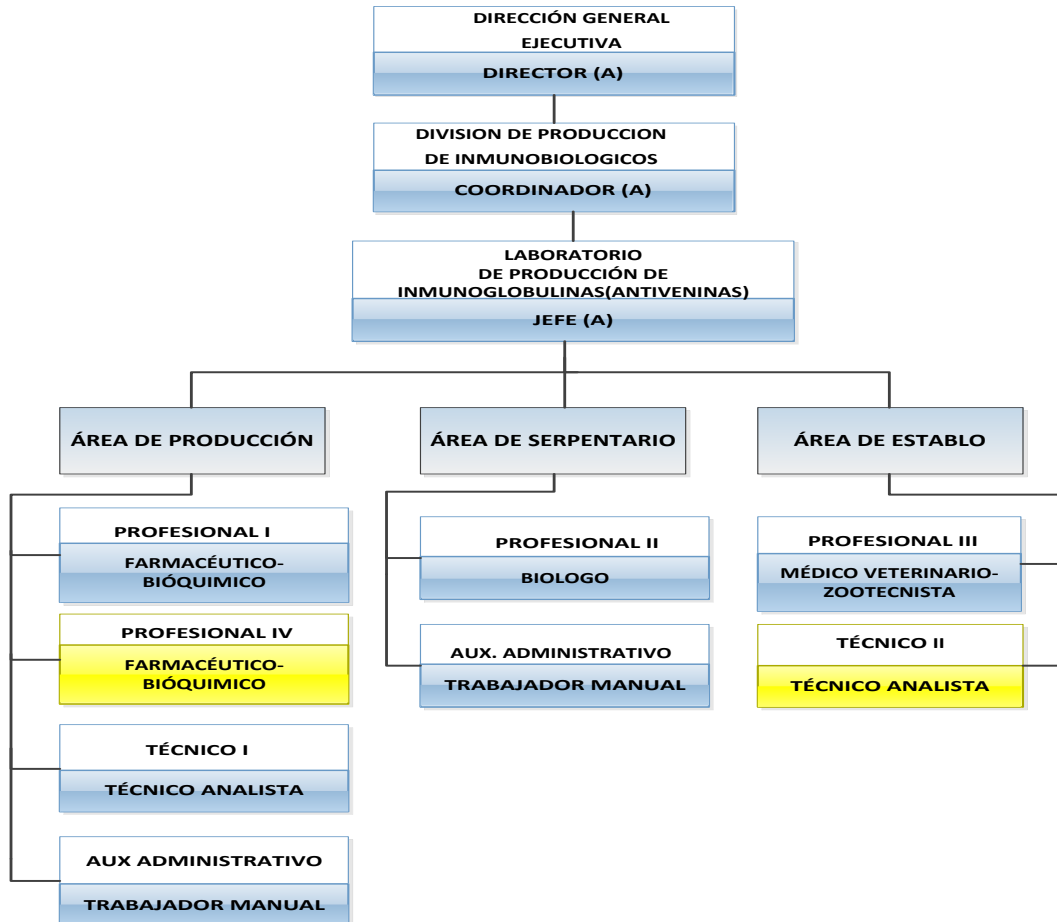 DIRECCIÓN GENERAL
EJECUTIVA
DIRECTOR (A)
DIVISION DE PRODUCCION
DE INMUNOBIOLOGICOS
COORDINADOR (A)
LABORATORIO
DE PRODUCCIÓN DE
INMUNOGLOBULINAS(ANTIVENINAS)
JEFE (A)
ÁREA DE PRODUCCIÓN
PROFESIONAL I
FARMACÉUTICO-
BIÓQUIMICO
PROFESIONAL IV
FARMACÉUTICO-
BIÓQUIMICO
TÉCNICO I
TÉCNICO ANALISTA
AUX ADMINISTRATIVO
TRABAJADOR MANUAL
ÁREA DE SERPENTARIO
PROFESIONAL II
BIOLOGO
AUX. ADMINISTRATIVO
TRABAJADOR MANUAL
ÁREA DE ESTABLO
PROFESIONAL III
MÉDICO VETERINARIO-
ZOOTECNISTA
TÉCNICO II
TÉCNICO ANALISTA